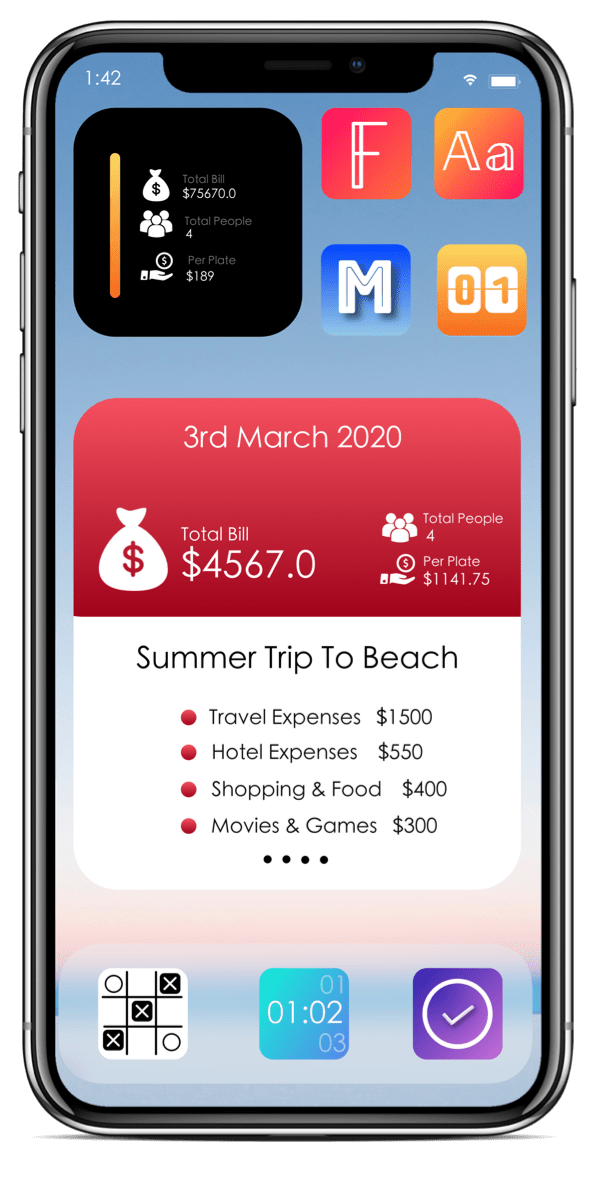 1:42
Total Bill
$75670.0
Total People
4
Per Plate
$189
F
Aa
M
01
3rd March 2020
Total Bill
$4567.0
Total People
4
Per Plate
$1141.75
Summer Trip To Beach
Travel Expenses $1500
Hotel Expenses $550
Shopping & Food $400
Movies & Games $300
01
01:02
03